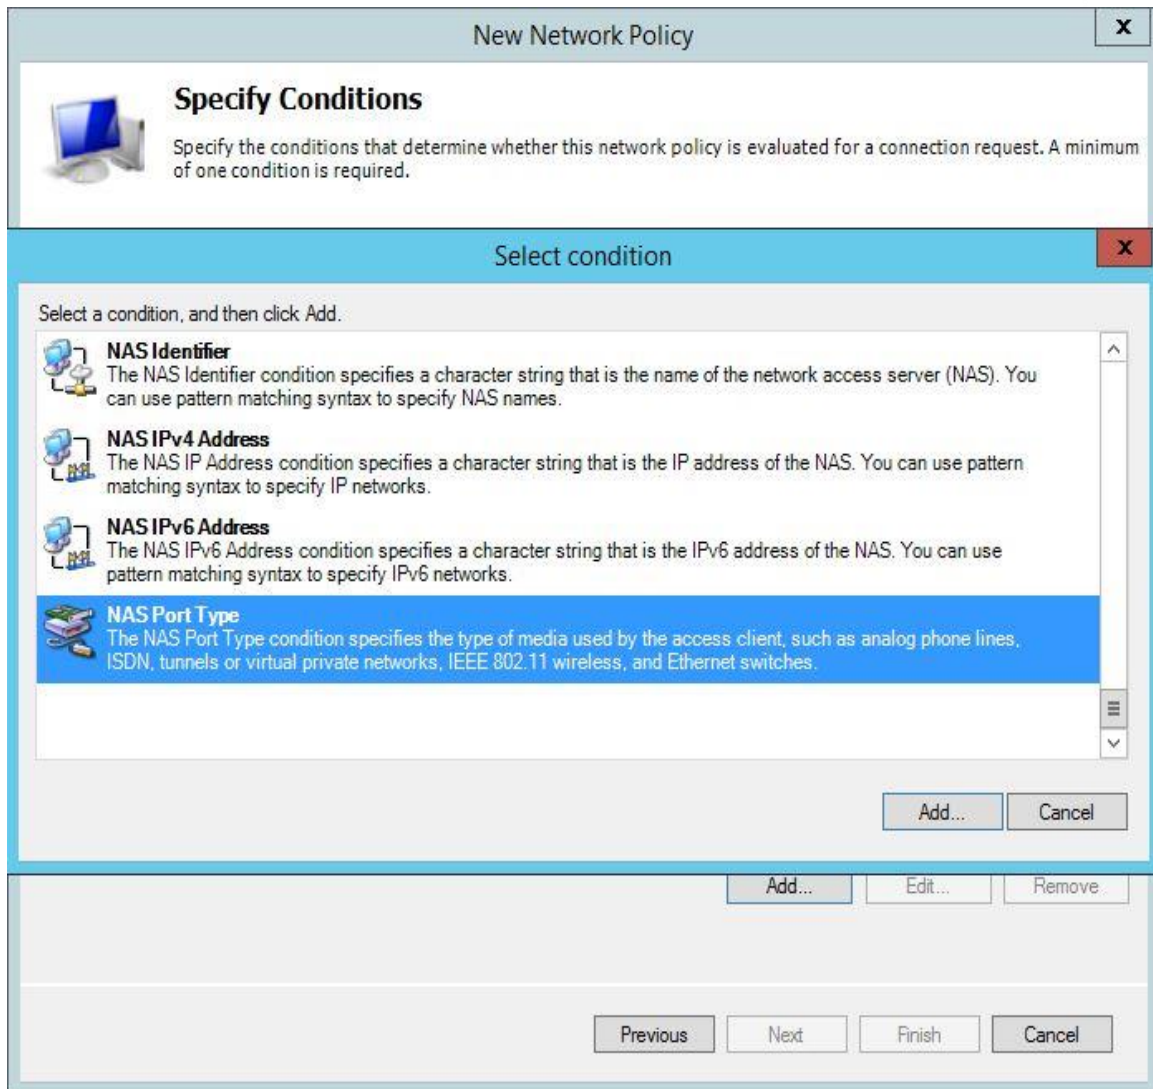 New Network Policy
x
Specify Conditions
Specify the conditions that determine whether this network policy is evaluated for a connection request. A minimum
of one condition is required.
Select condition
x
Select a condition, and then click Add.
NAS Identifier
The NAS Identifier condition specifies a character string that is the name of the network access server (NAS). You
can use pattern matching syntax to specify NAS names.
NAS IPv4 Address
The NAS IP Address condition specifies a character string that is the IP address of the NAS. You can use pattern
matching syntax to specify IP networks.
NAS IPv6 Address
The NAS IPv6 Address condition specifies a character string that is the IPv6 address of the NAS. You can use
pattern matching syntax to specify IPv6 networks.
NAS Port Type
The NAS Port Type condition specifies the type of media used by the access client, such as analog phone lines,
ISDN, tunnels or virtual private networks, IEEE 802.11 wireless, and Ethernet switches.
Add... Cancel
Add... Edit... Remove
Previous Next Finish Cancel